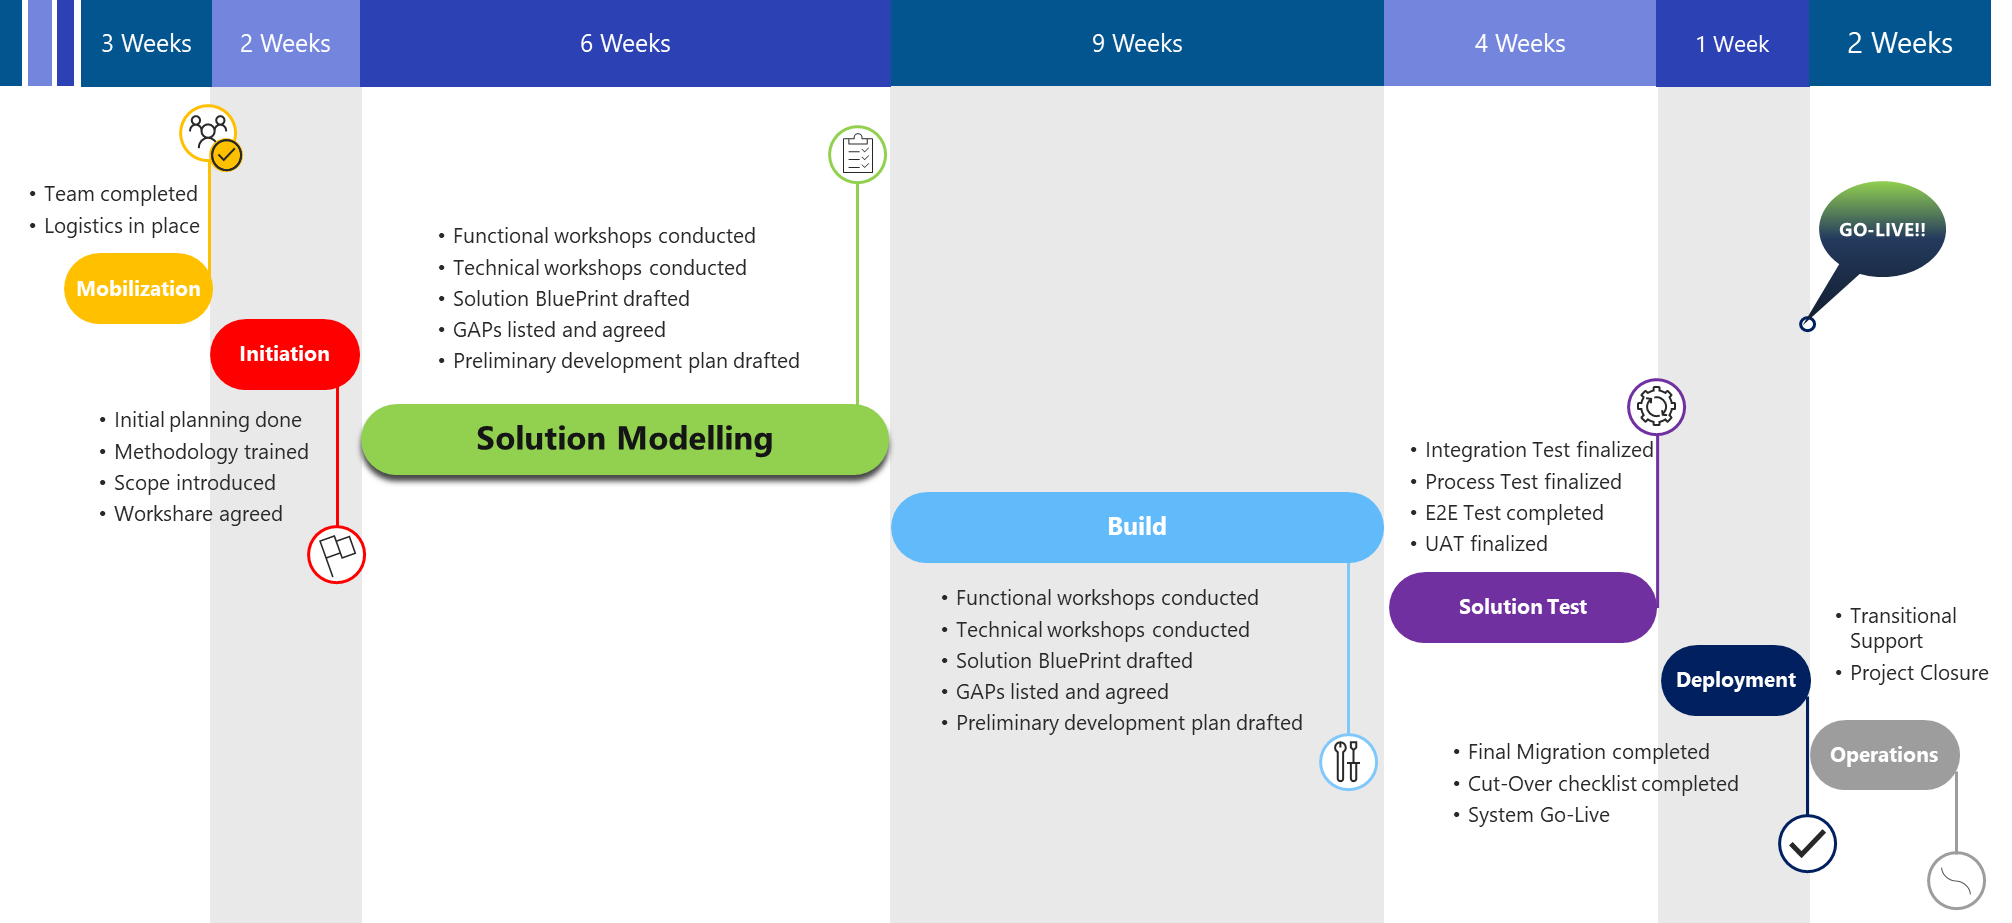 3 Weeks
2 Weeks
6 Weeks
9 Weeks
4 Weeks
1 Week
2 Weeks
• Team completed
• Logistics in place
Mobilization
Initiation
• Initial planning done
• Methodology trained
• Scope introduced
• Workshare agreed
• Functional workshops conducted
• Technical workshops conducted
• Solution BluePrint drafted
• GAPs listed and agreed
• Preliminary development plan drafted
Solution Modelling
Build
• Functional workshops conducted
• Technical workshops conducted
• Solution BluePrint drafted
• GAPs listed and agreed
• Preliminary development plan drafted
• Integration Test finalized
• Process Test finalized
• E2E Test completed
• UAT finalized
Solution Test
Deployment
• Final Migration completed
• Cut-Over checklist completed
• System Go-Live
GO-LIVE!!
• Transitional
Support
• Project Closure
Operations